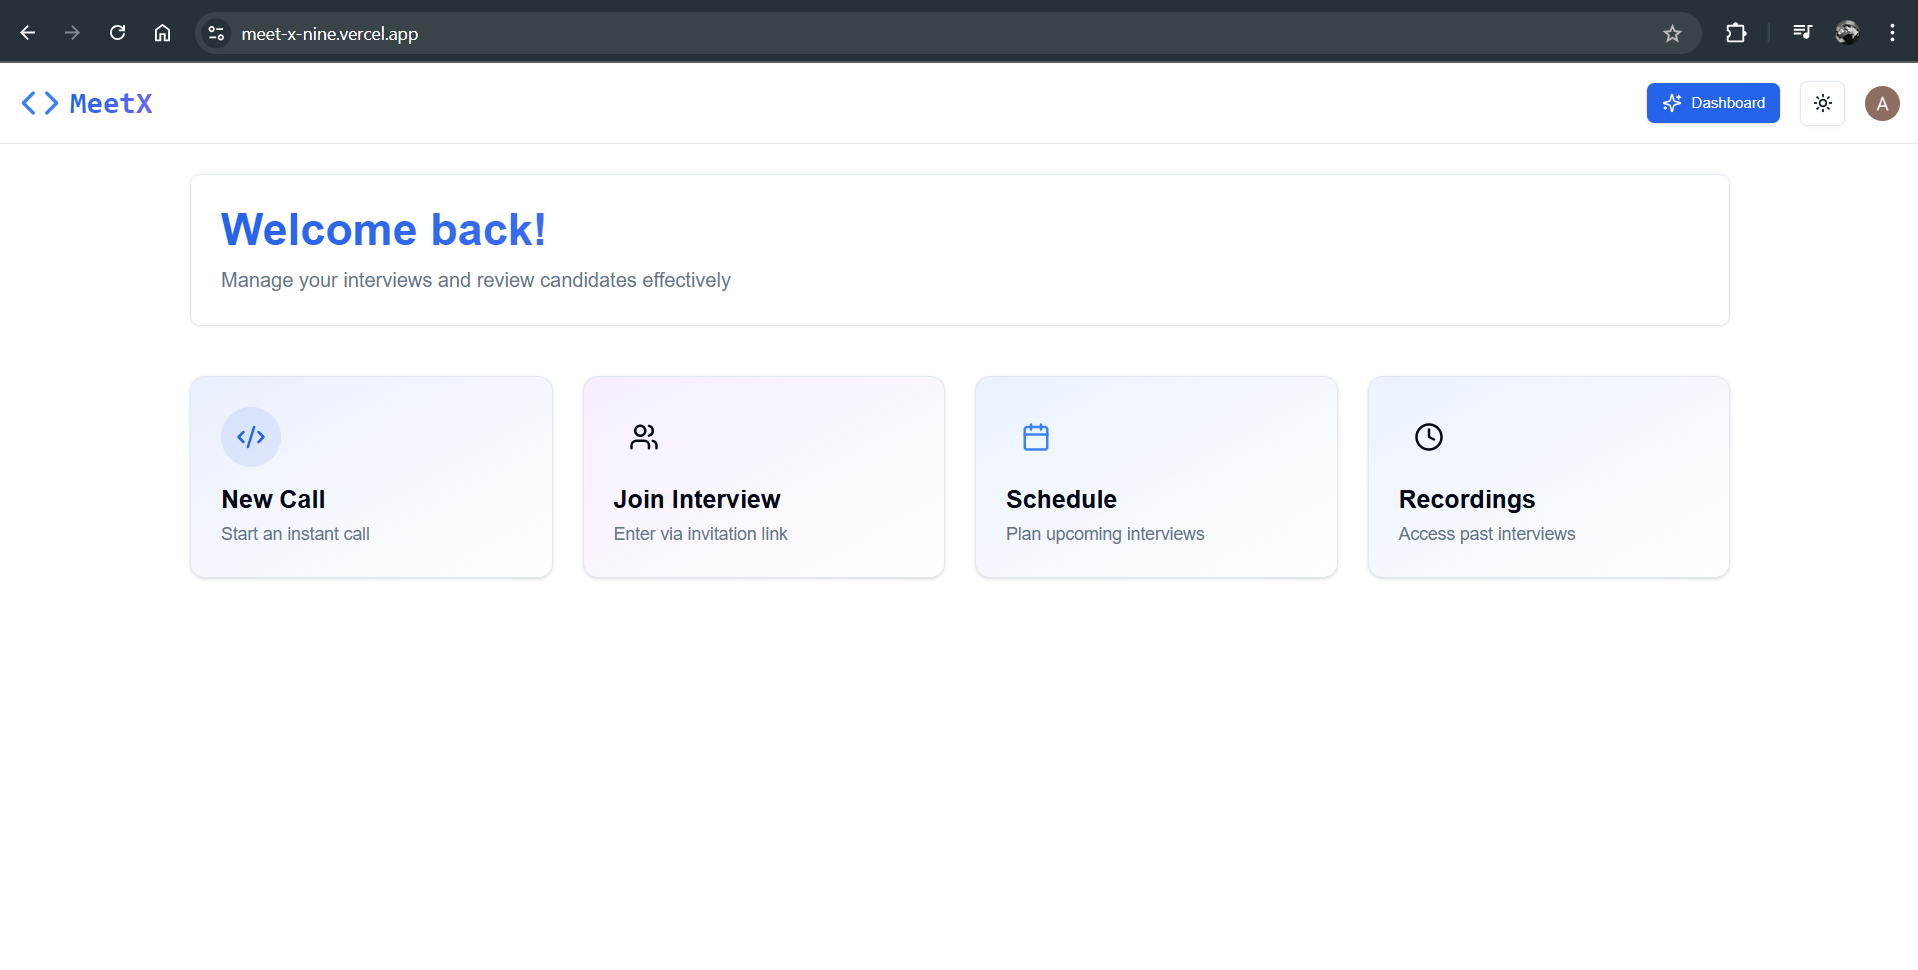 meet-x-nine.vercel.app
MeetX
Dashboard
A
Welcome back!
Manage your interviews and review candidates effectively
New Call
Start an instant call
Join Interview
Enter via invitation link
Schedule
Plan upcoming interviews
Recordings
Access past interviews